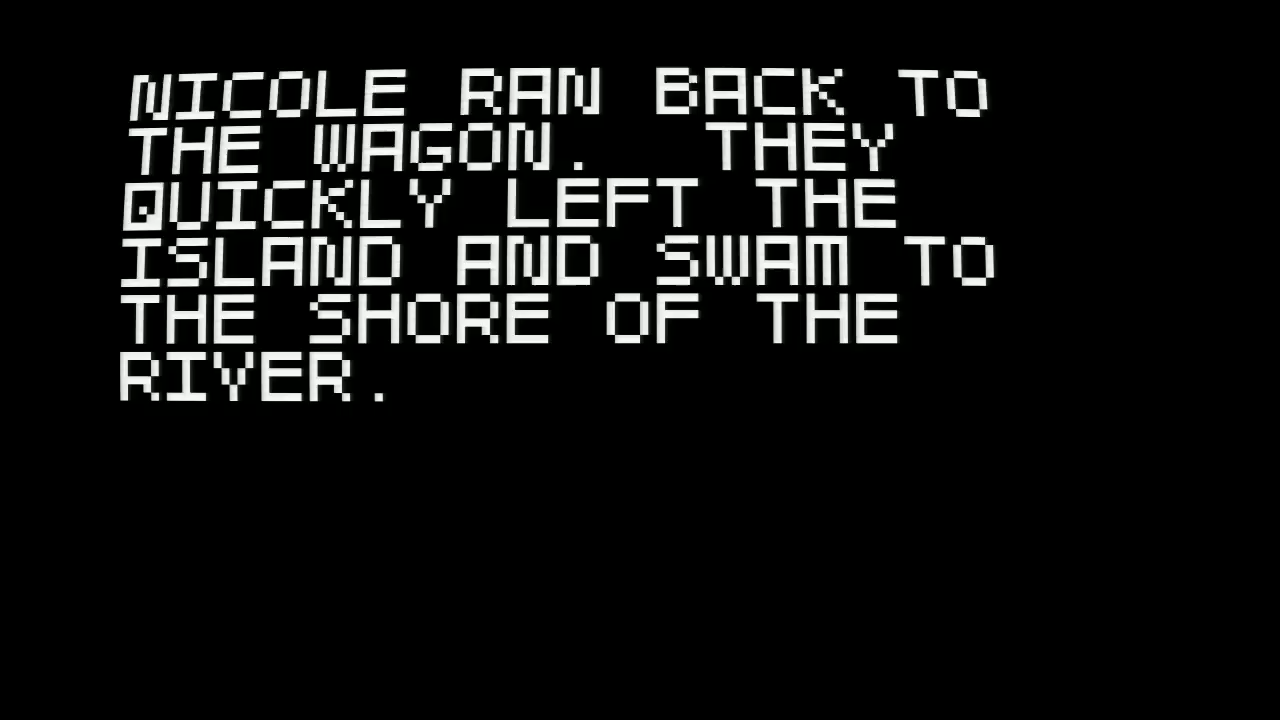 NICOLE RAN BACK TO
THE WAGON.  THEY
QUICKLY LEFT THE
ISLAND AND SWAM TO
THE SHORE OF THE
RIVER.